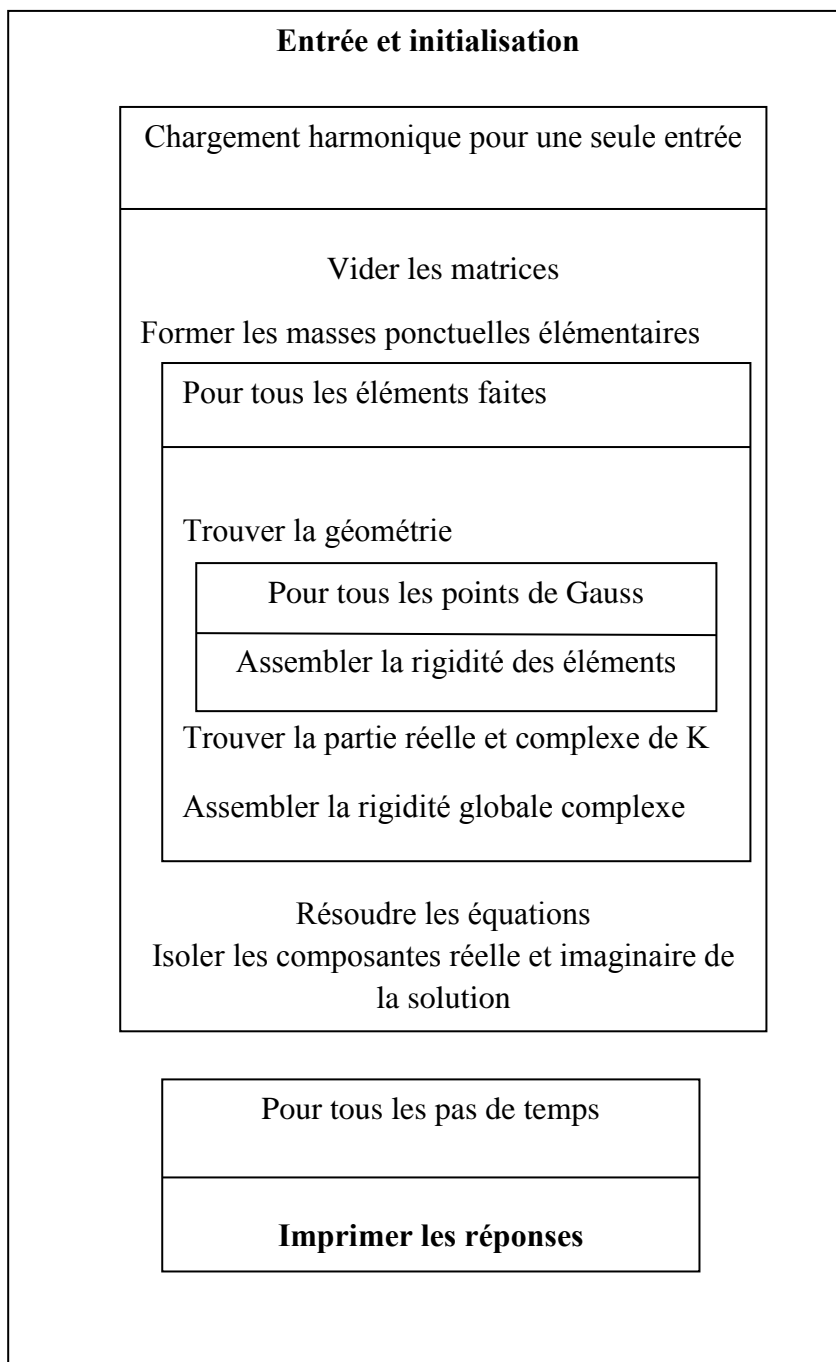 Entrée et initialisation
Chargement harmonique pour une seule entrée
Vider les matrices
Former les masses ponctuelles élémentaires
Pour tous les éléments faites
Trouver la géométrie
Pour tous les points de Gauss
Assembler la rigidité des éléments
Trouver la partie réelle et complexe de K
Assembler la rigidité globale complexe
Résoudre les équations
Isoler les composantes réelle et imaginaire de
la solution
Pour tous les pas de temps
Imprimer les réponses